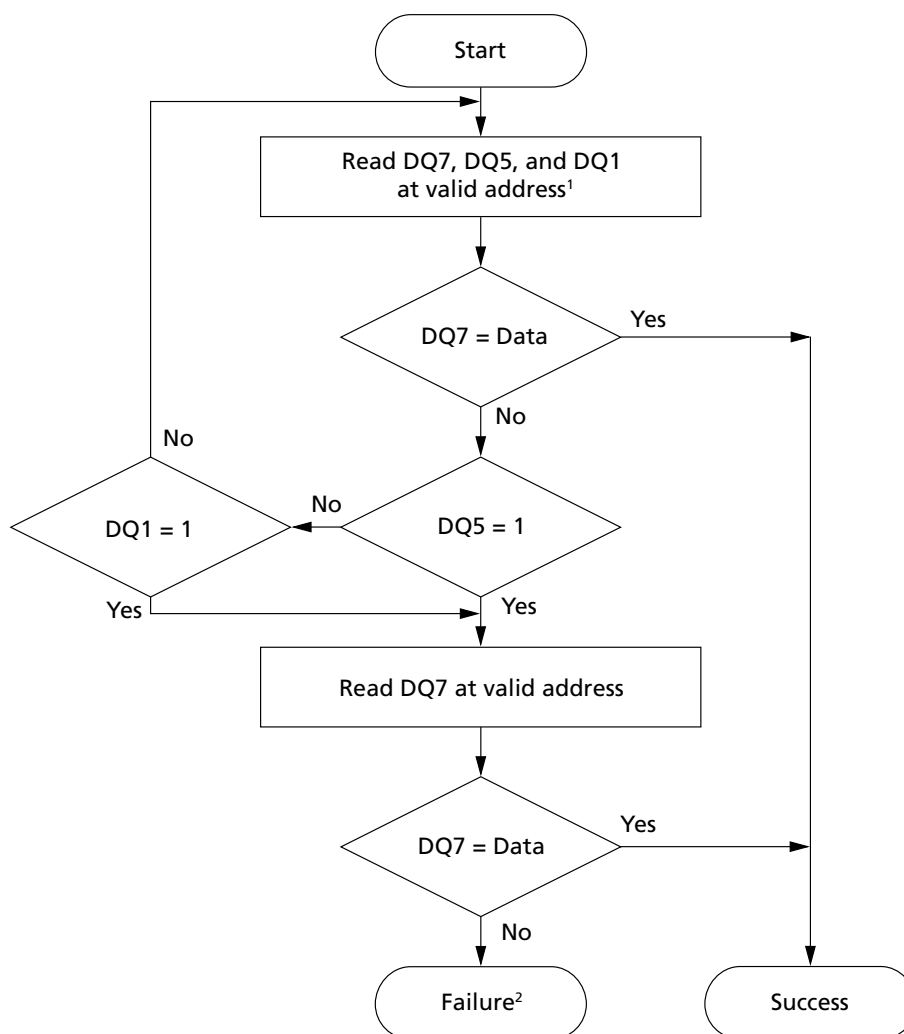 Start
Read DQ7, DQ5, and DQ1
at valid address¹
DQ7 = Data
Yes
No
DQ5 = 1
No
DQ1 = 1
No
Yes
Yes
Read DQ7 at valid address
DQ7 = Data
Yes
No
Failure²
Success